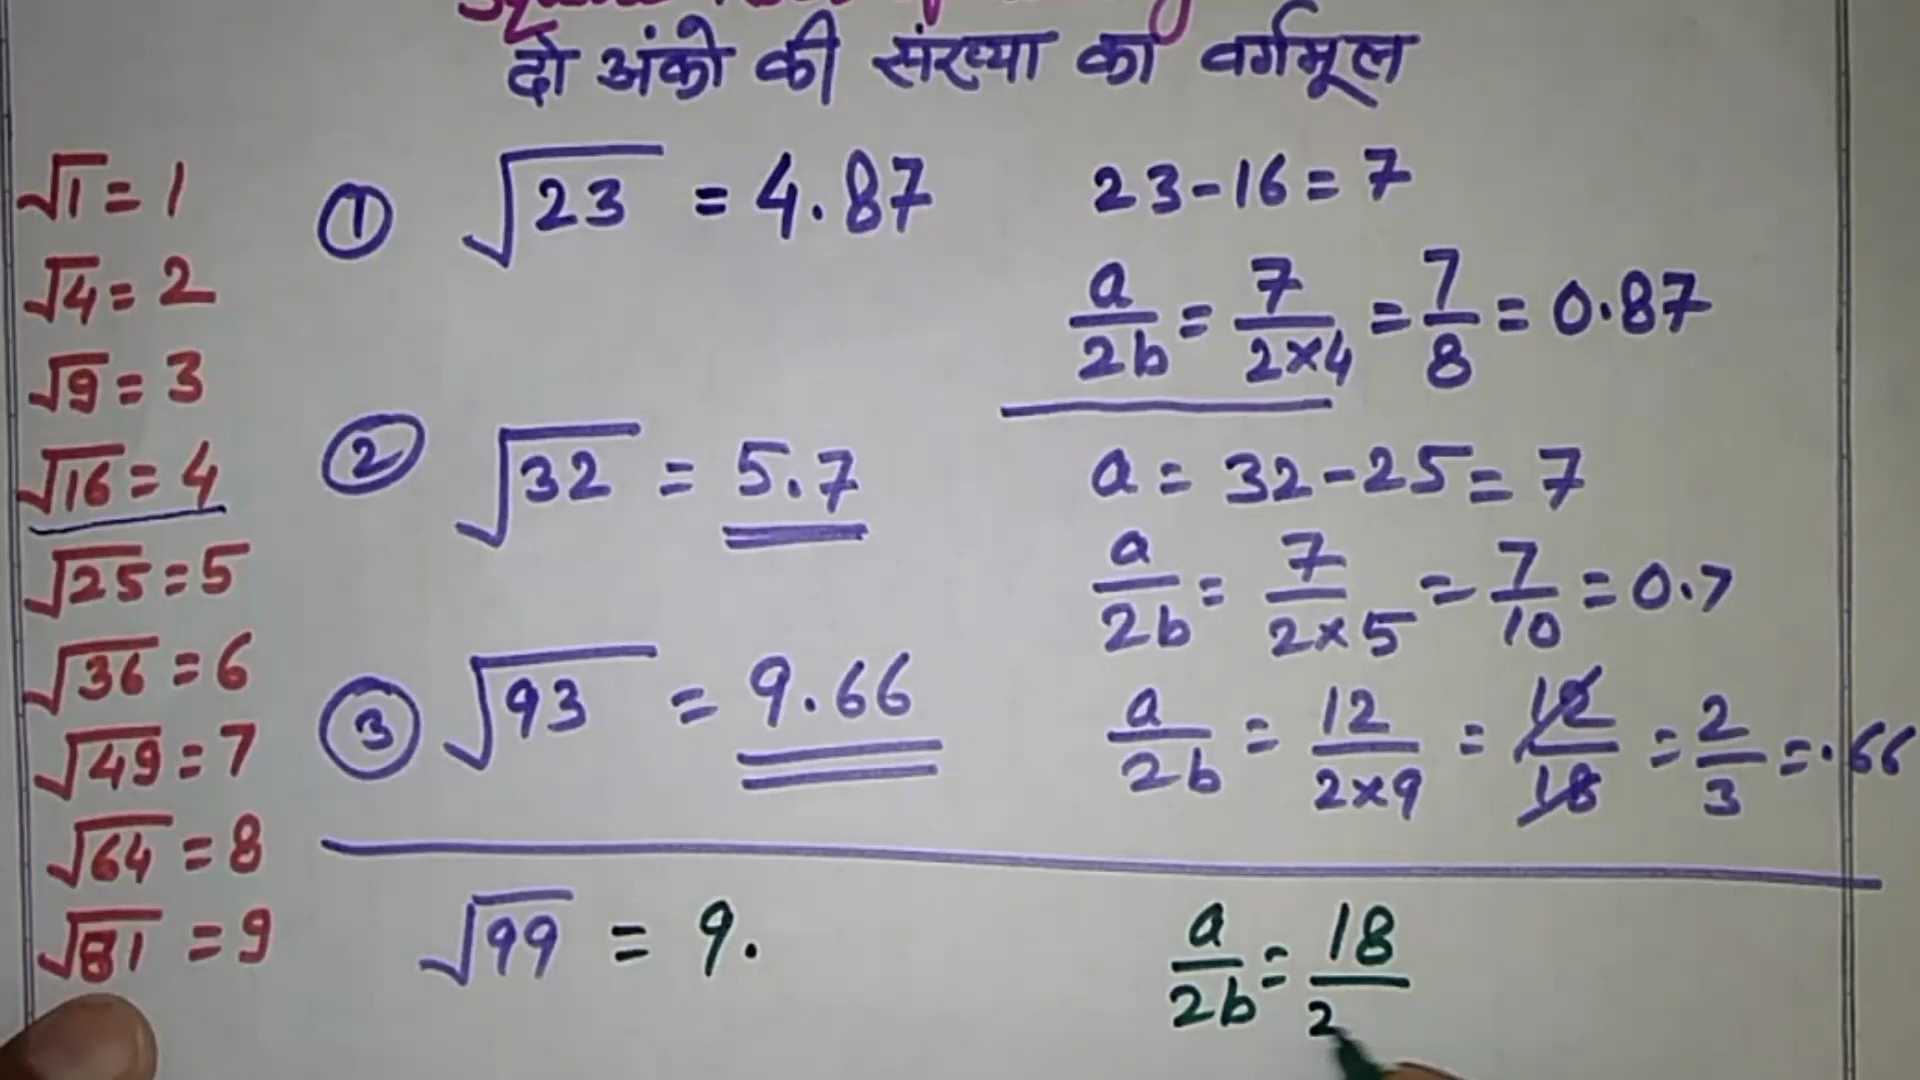 दो अंको की संख्या का वर्गमूल
√1 = 1
√4 = 2
√9 = 3
√16 = 4
√25 = 5
√36 = 6
√49 = 7
√64 = 8
√81 = 9
① √23 = 4.87
23-16=7
a/2b = 7/2×4 = 7/8 = 0.87
② √32 = 5.7
a = 32-25 = 7
a/2b = 7/2×5 = 7/10 = 0.7
③ √93 = 9.66
a/2b = 12/2×9 = 12/18 = 2/3 = .66
√99 = 9.
a/2b = 18/2